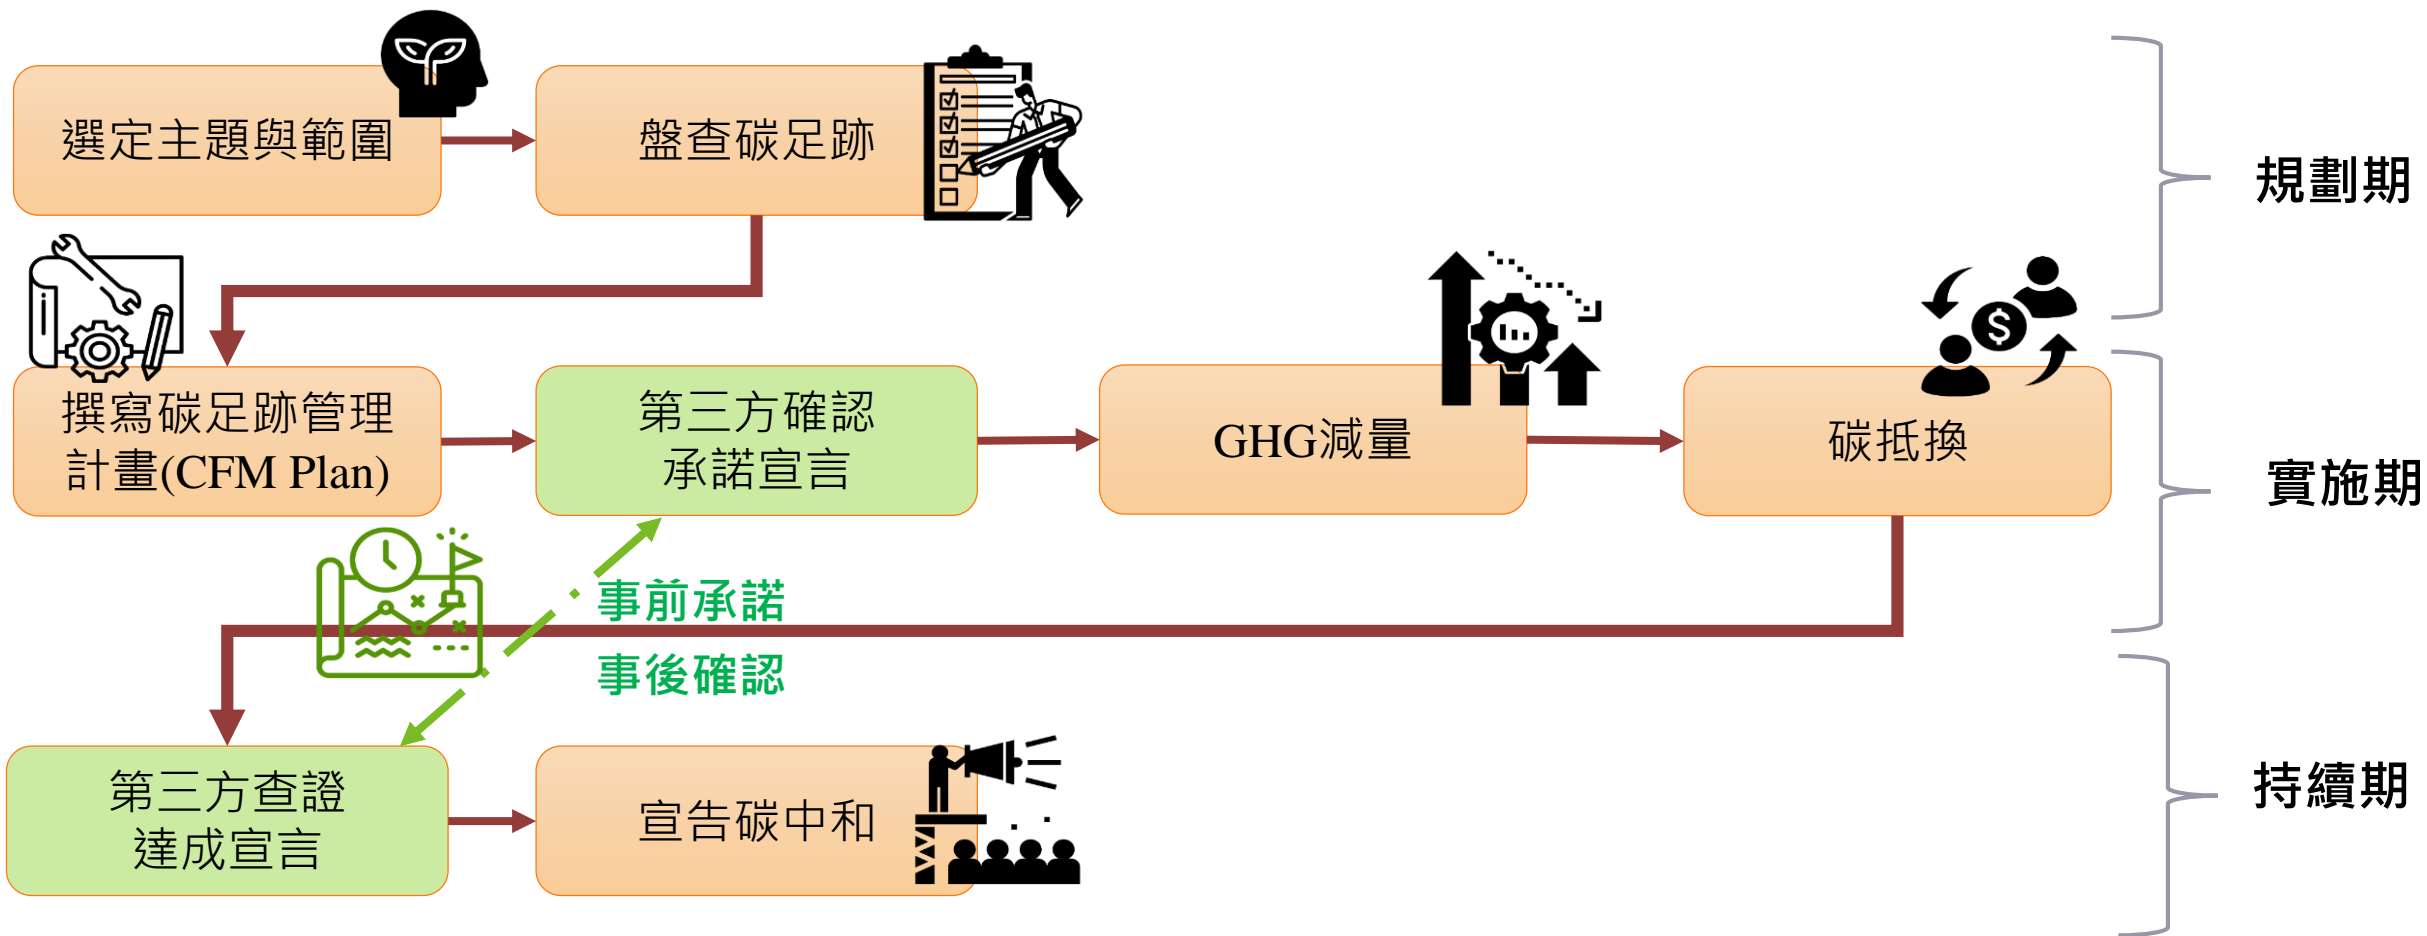 選定主題與範圍
盤查碳足跡
規劃期
撰寫碳足跡管理
計畫(CFM Plan)
第三方確認
承諾宣言
GHG減量
碳抵換
實施期
事前承諾
事後確認
第三方查證
達成宣言
宣告碳中和
持續期